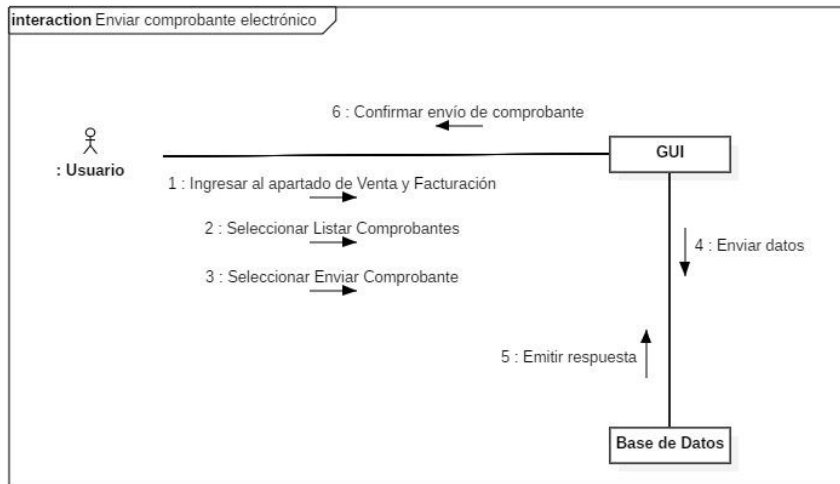 interaction Enviar comprobante electrónico
6 : Confirmar envío de comprobante
: Usuario
GUI
1 : Ingresar al apartado de Venta y Facturación
2 : Seleccionar Listar Comprobantes
4 : Enviar datos
3 : Seleccionar Enviar Comprobante
5 : Emitir respuesta
Base de Datos